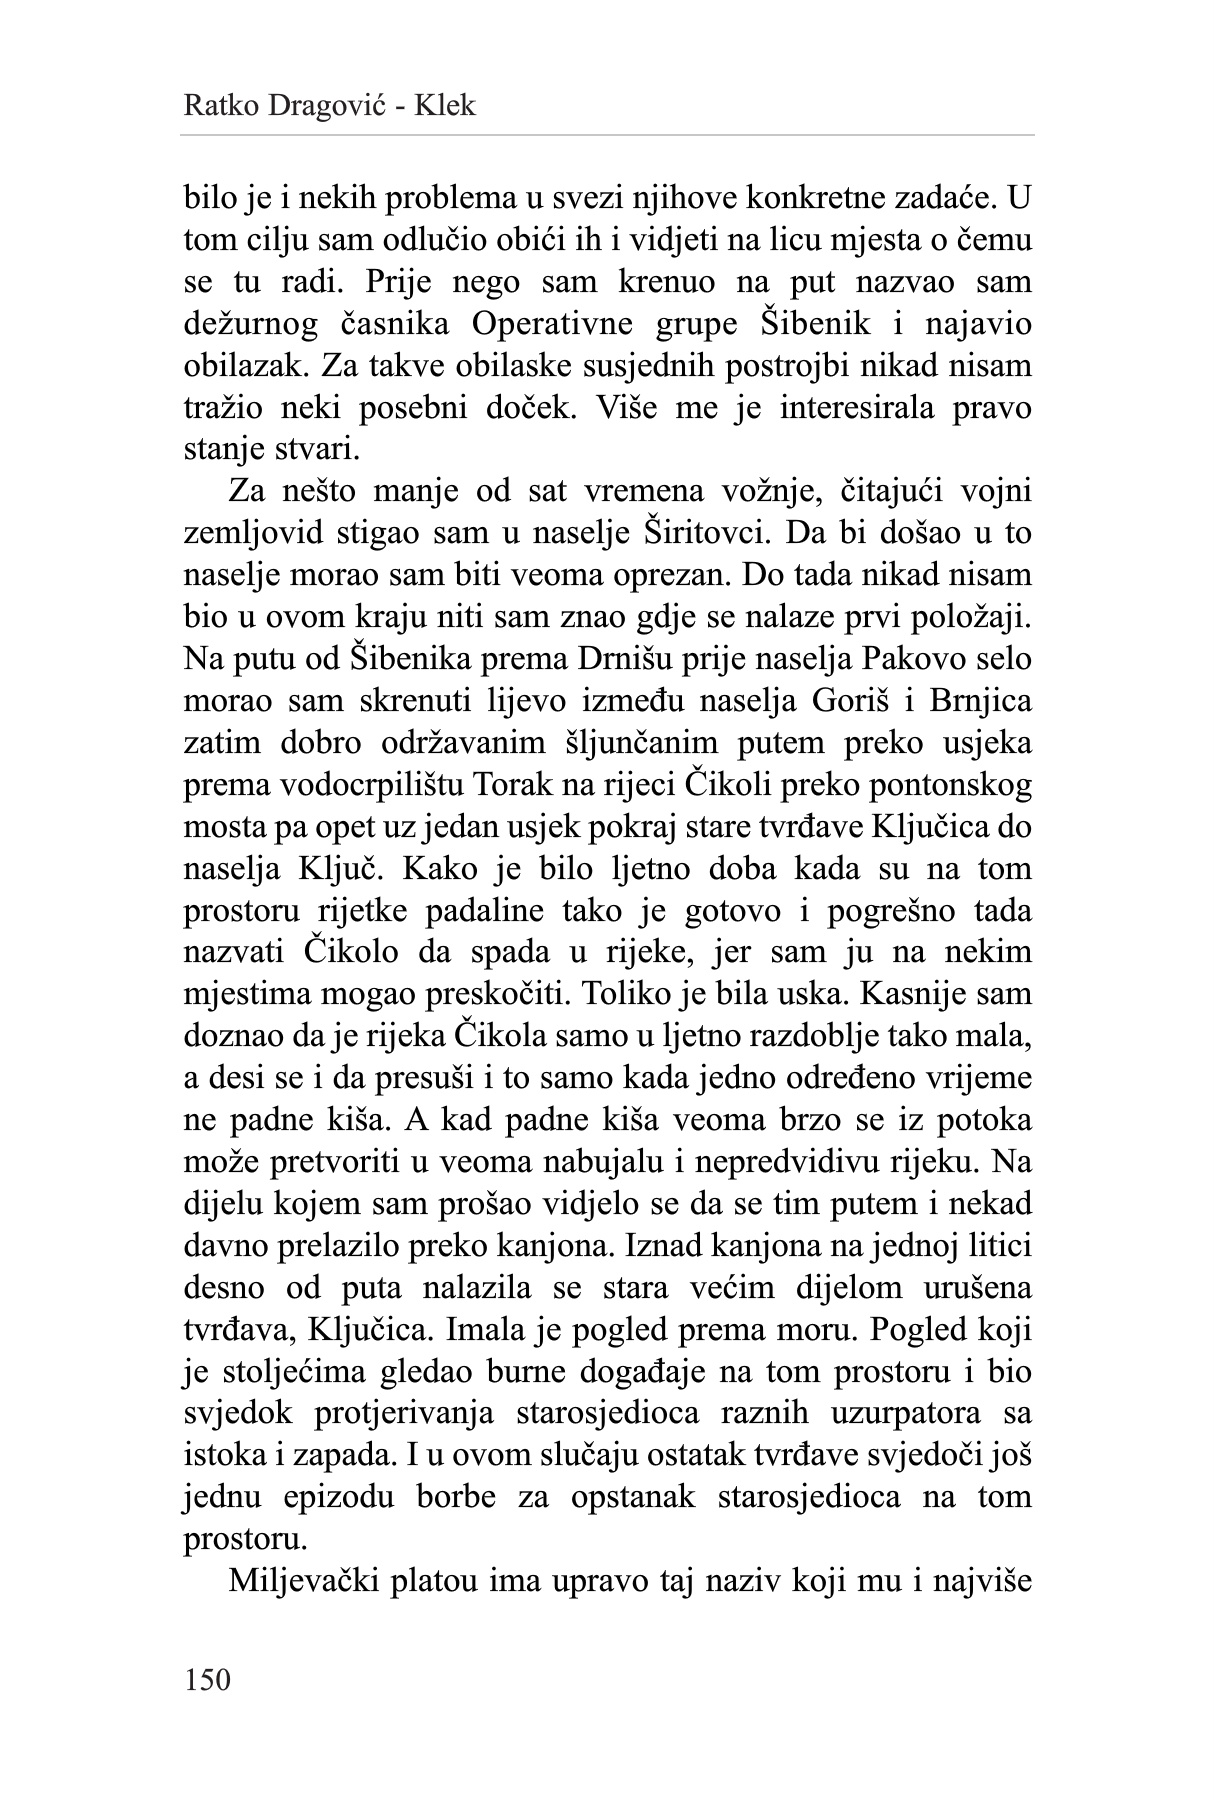 Ratko Dragović - Klek
bilo je i nekih problema u svezi njihove konkretne zadaće. U
tom cilju sam odlučio obići ih i vidjeti na licu mjesta o čemu
se tu radi. Prije nego sam krenuo na put nazvao sam
dežurnog časnika Operativne grupe Šibenik i najavio
obilazak. Za takve obilaske susjednih postrojbi nikad nisam
tražio neki posebni doček. Više me je interesirala pravo
stanje stvari.
Za nešto manje od sat vremena vožnje, čitajući vojni
zemljovid stigao sam u naselje Širitovci. Da bi došao u to
naselje morao sam biti veoma oprezan. Do tada nikad nisam
bio u ovom kraju niti sam znao gdje se nalaze prvi položaji.
Na putu od Šibenika prema Drnišu prije naselja Pakovo selo
morao sam skrenuti lijevo između naselja Goriš i Brnjica
zatim dobro održavanim šljunčanim putem preko usjeka
prema vodocrpilištu Torak na rijeci Čikoli preko pontonskog
mosta pa opet uz jedan usjek pokraj stare tvrđave Ključica do
naselja Ključ. Kako je bilo ljetno doba kada su na tom
prostoru rijetke padaline tako je gotovo i pogrešno tada
nazvati Čikolo da spada u rijeke, jer sam ju na nekim
mjestima mogao preskočiti. Toliko je bila uska. Kasnije sam
doznao da je rijeka Čikola samo u ljetno razdoblje tako mala,
a desi se i da presuši i to samo kada jedno određeno vrijeme
ne padne kiša. A kad padne kiša veoma brzo se iz potoka
može pretvoriti u veoma nabujalu i nepredvidivu rijeku. Na
dijelu kojem sam prošao vidjelo se da se tim putem i nekad
davno prelazilo preko kanjona. Iznad kanjona na jednoj litici
desno od puta nalazila se stara većim dijelom urušena
tvrđava, Ključica. Imala je pogled prema moru. Pogled koji
je stoljećima gledao burne događaje na tom prostoru i bio
svjedok protjerivanja starosjedioca raznih uzurpatora sa
istoka i zapada. I u ovom slučaju ostatak tvrđave svjedoči još
jednu epizodu borbe za opstanak starosjedioca na tom
prostoru.
Miljevački platou ima upravo taj naziv koji mu i najviše
150